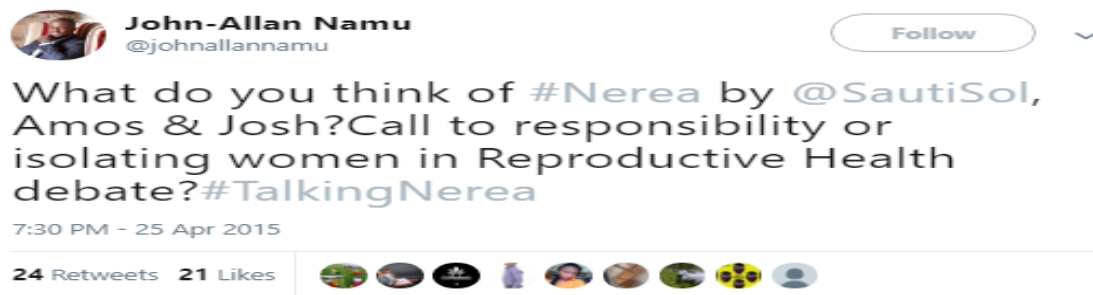 John-Allan Namu
@johnallannamu
Follow
What do you think of #Nerea by @SautiSol,
Amos & Josh?Call to responsibility or
isolating women in Reproductive Health
debate?#TalkingNerea
7:30 PM - 25 Apr 2015
24 Retweets 21 Likes